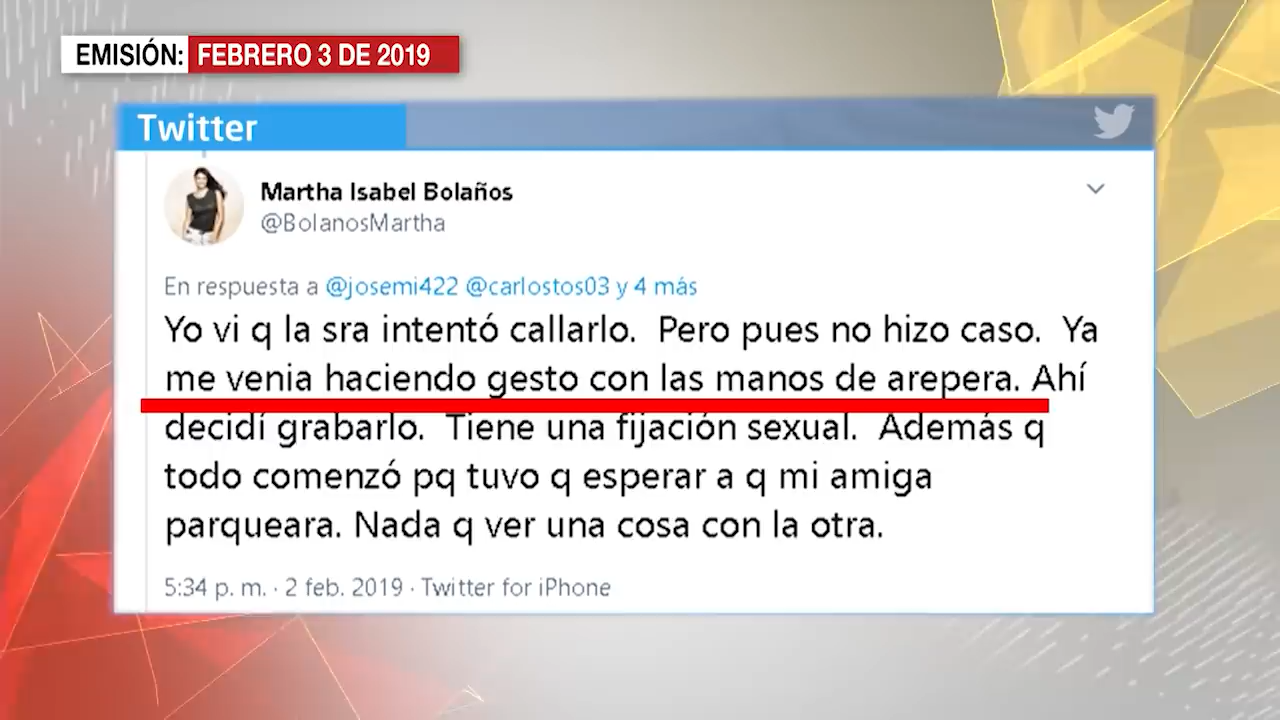 EMISIÓN: FEBRERO 3 DE 2019
Twitter
Martha Isabel Bolaños
@BolanosMartha
En respuesta a @josemi422 @carlostos03 y 4 más
Yo vi q la sra intentó callarlo. Pero pues no hizo caso. Ya
me venia haciendo gesto con las manos de arepera. Ahí
decidí grabarlo. Tiene una fijación sexual. Además q
todo comenzó pq tuvo q esperar a q mi amiga
parqueara. Nada q ver una cosa con la otra.
5:34 p. m. · 2 feb. 2019 · Twitter for iPhone